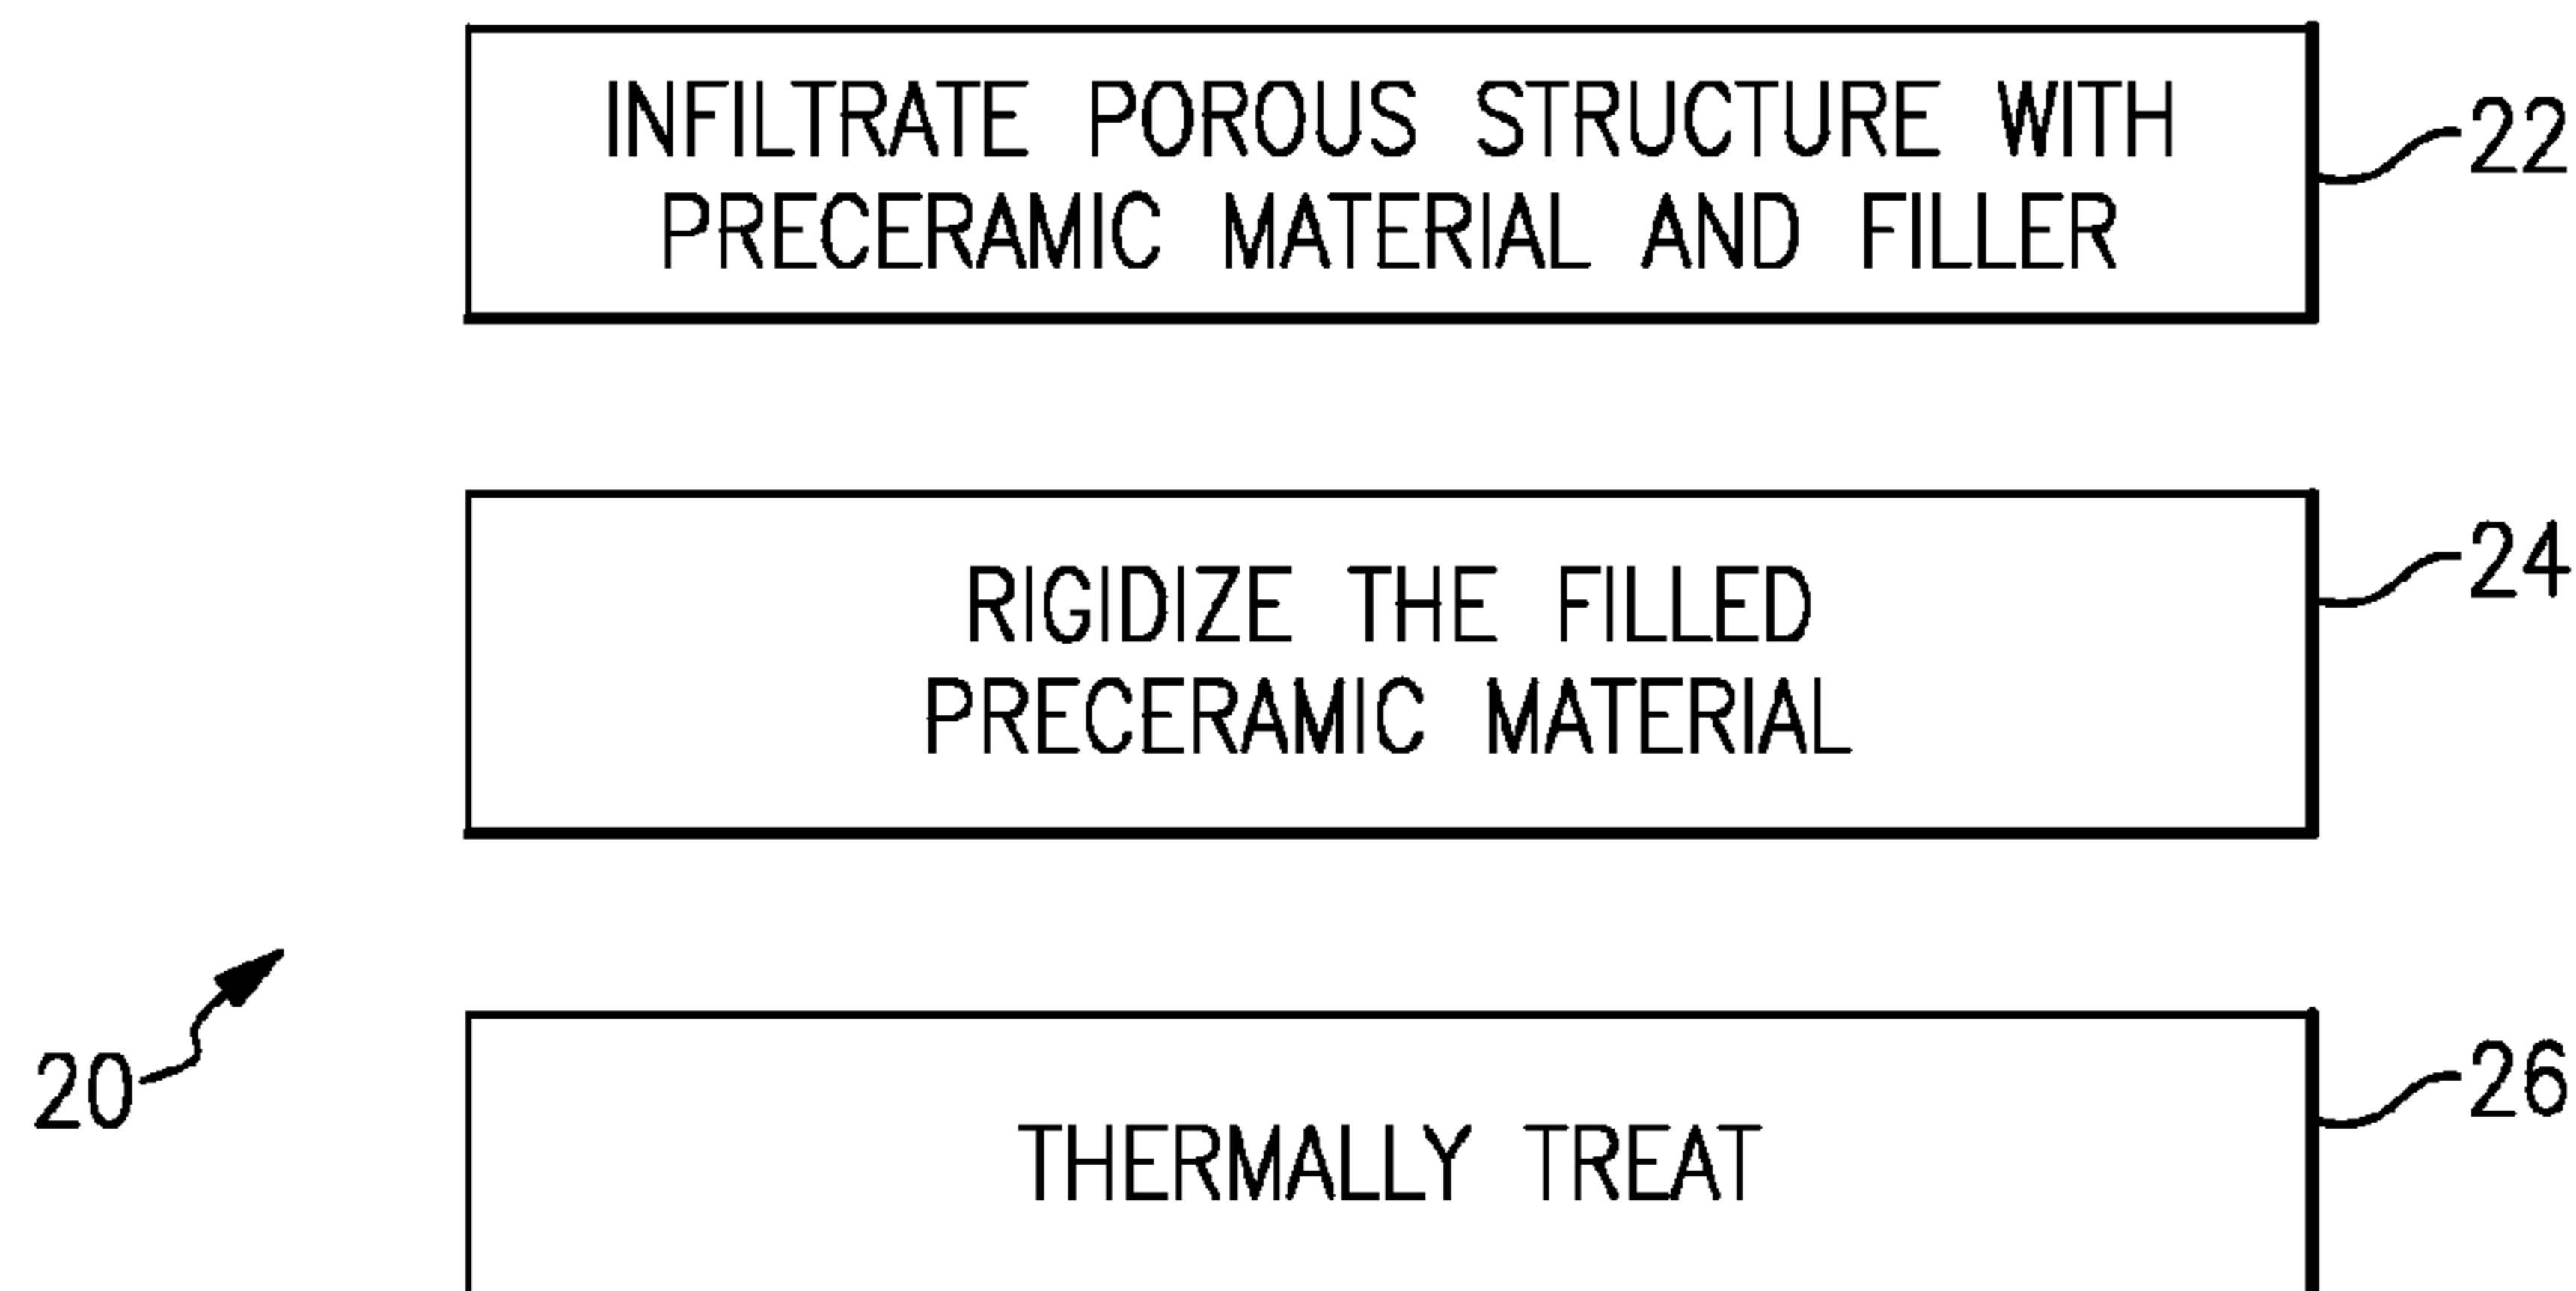 INFILTRATE POROUS STRUCTURE WITH
PRECERAMIC MATERIAL AND FILLER
22
RIGIDIZE THE FILLED
PRECERAMIC MATERIAL
24
20
THERMALLY TREAT
26